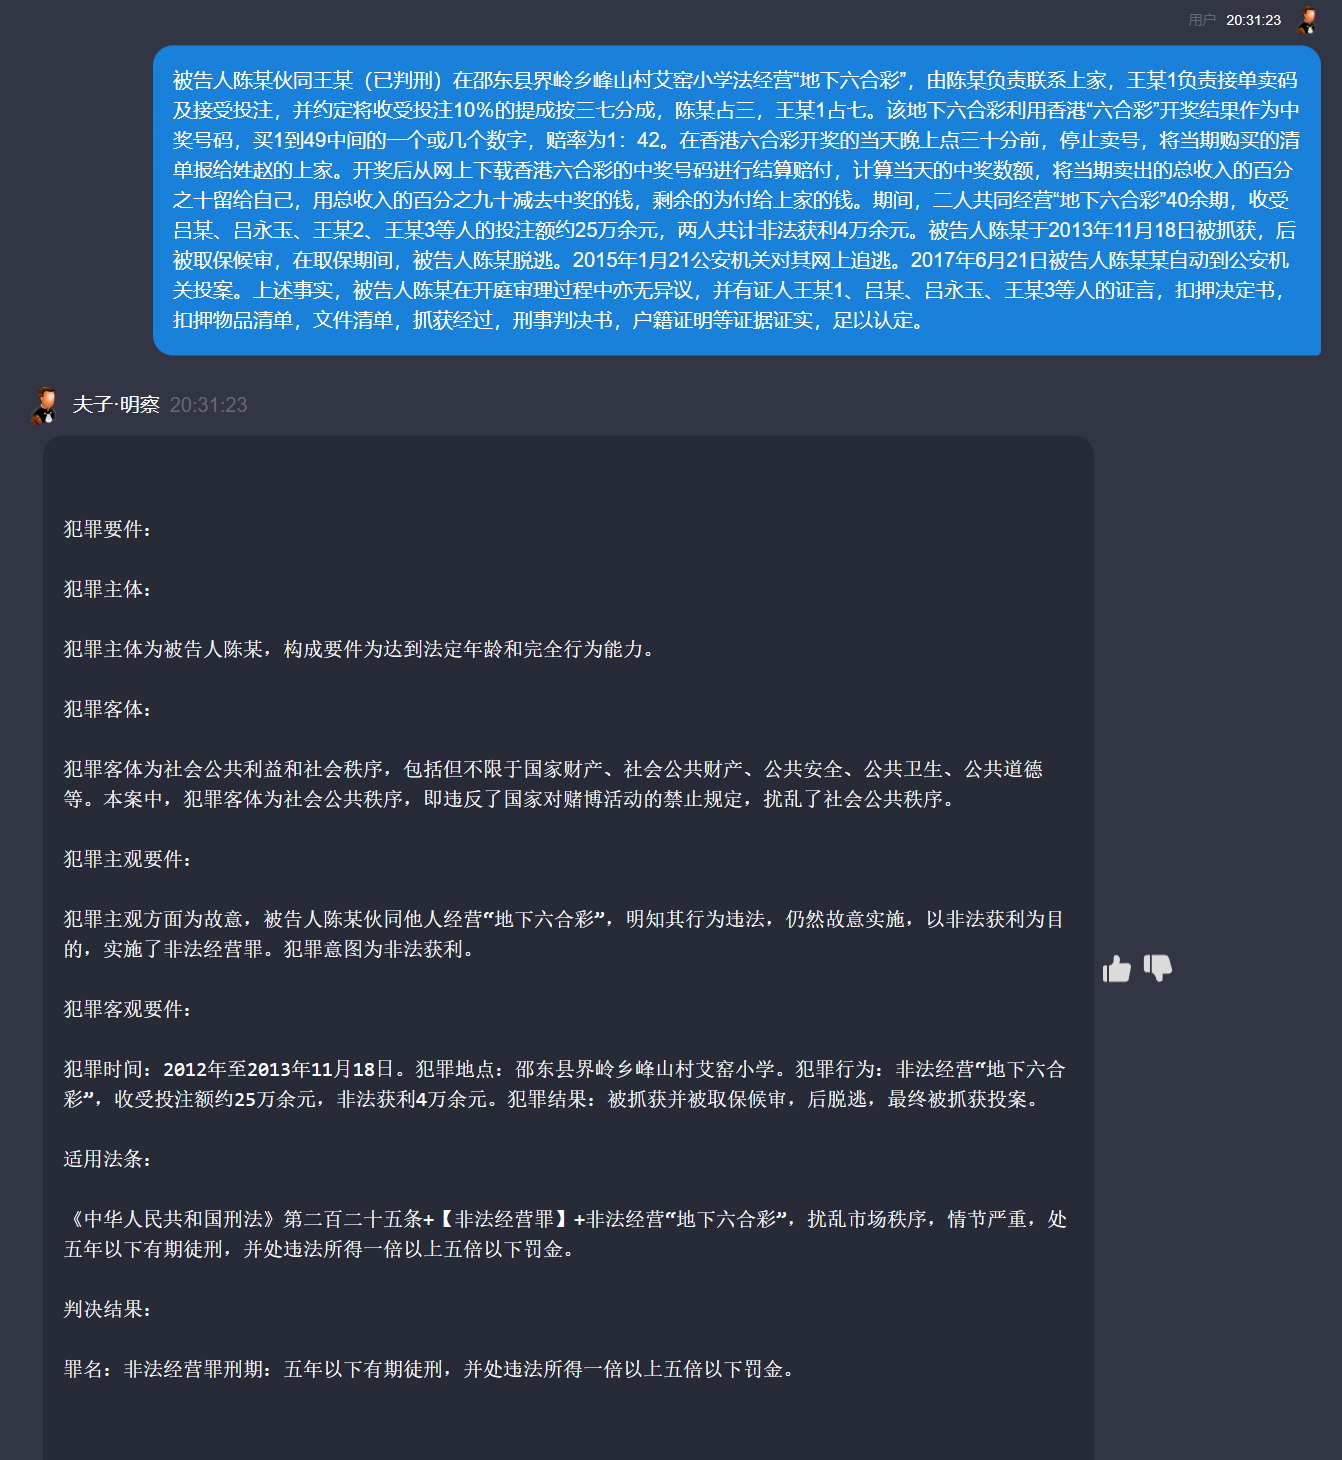 用户 20:31:23
被告人陈某伙同王某（已判刑）在邵东县界岭乡峰山村艾窑小学法经营“地下六合彩”，由陈某负责联系上家，王某1负责接单卖码
及接受投注，并约定将收受投注10%的提成按三七分成，陈某占三，王某1占七。该地下六合彩利用香港“六合彩”开奖结果作为中
奖号码，买1到49中间的一个或几个数字，赔率为1：42。在香港六合彩开奖的当天晚上点三十分前，停止卖号，将当期购买的清
单报给姓赵的上家。开奖后从网上下载香港六合彩的中奖号码进行结算赔付，计算当天的中奖数额，将当期卖出的总收入的百分
之十留给自己，用总收入的百分之九十减去中奖的钱，剩余的为付给上家的钱。期间，二人共同经营“地下六合彩”40余期，收受
吕某、吕永玉、王某2、王某3等人的投注额约25万余元，两人共计非法获利4万余元。被告人陈某于2013年11月18日被抓获，后
被取保候审，在取保期间，被告人陈某脱逃。2015年1月21公安机关对其网上追逃。2017年6月21日被告人陈某某自动到公安机
关投案。上述事实，被告人陈某在开庭审理过程中亦无异议，并有证人王某1、吕某、吕永玉、王某3等人的证言，扣押决定书，
扣押物品清单，文件清单，抓获经过，刑事判决书，户籍证明等证据证实，足以认定。
夫子·明察 20:31:23
犯罪要件：
犯罪主体：
犯罪主体为被告人陈某，构成要件为达到法定年龄和完全行为能力。
犯罪客体：
犯罪客体为社会公共利益和社会秩序，包括但不限于国家财产、社会公共财产、公共安全、公共卫生、公共道德
等。本案中，犯罪客体为社会公共秩序，即违反了国家对赌博活动的禁止规定，扰乱了社会公共秩序。
犯罪主观要件：
犯罪主观方面为故意，被告人陈某伙同他人经营“地下六合彩”，明知其行为违法，仍然故意实施，以非法获利为目
的，实施了非法经营罪。犯罪意图为非法获利。
犯罪客观要件：
犯罪时间：2012年至2013年11月18日。犯罪地点：邵东县界岭乡峰山村艾窑小学。犯罪行为：非法经营“地下六合
彩”，收受投注额约25万余元，非法获利4万余元。犯罪结果：被抓获并被取保候审，后脱逃，最终被抓获投案。
适用法条：
《中华人民共和国刑法》第二百二十五条+【非法经营罪】+非法经营“地下六合彩”，扰乱市场秩序，情节严重，处
五年以下有期徒刑，并处违法所得一倍以上五倍以下罚金。
判决结果：
罪名：非法经营罪刑期：五年以下有期徒刑，并处违法所得一倍以上五倍以下罚金。